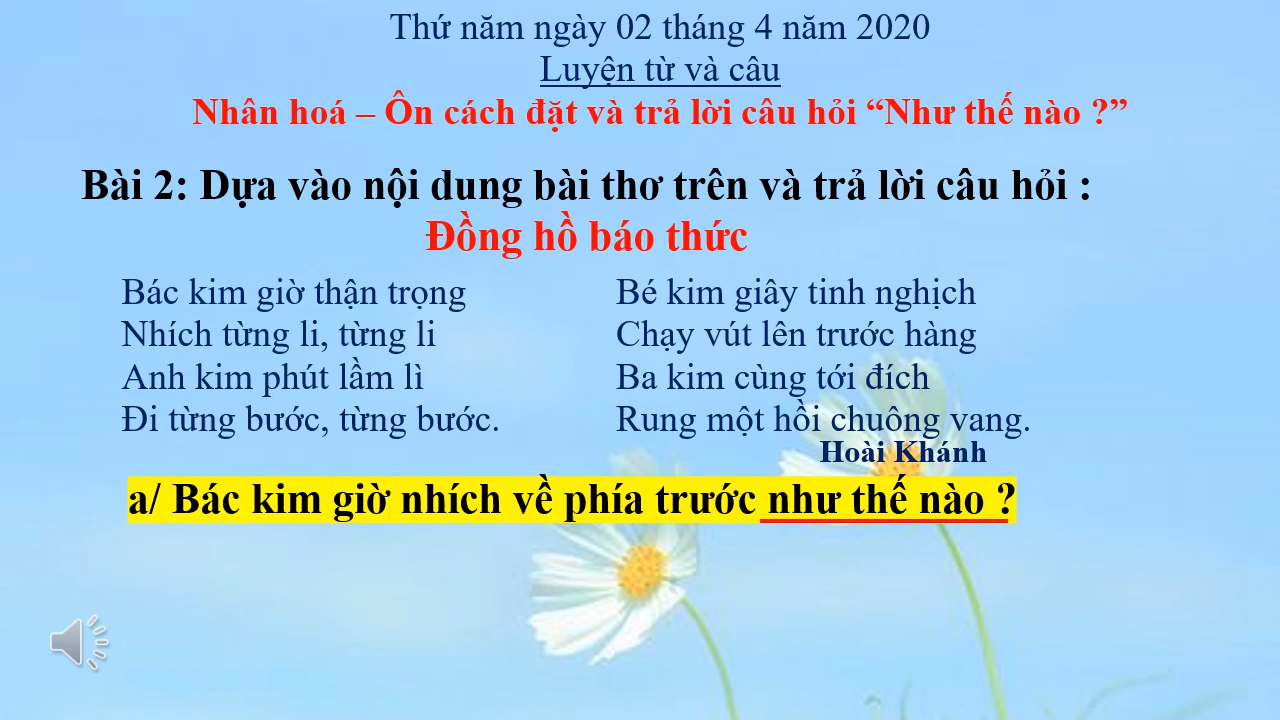 Thứ năm ngày 02 tháng 4 năm 2020
Luyện từ và câu
Nhân hoá – Ôn cách đặt và trả lời câu hỏi “Như thế nào ?”
Bài 2: Dựa vào nội dung bài thơ trên và trả lời câu hỏi :
Đồng hồ báo thức
Bác kim giờ thận trọng
Nhích từng li, từng li
Anh kim phút lầm lì
Đi từng bước, từng bước.
Bé kim giây tinh nghịch
Chạy vút lên trước hàng
Ba kim cùng tới đích
Rung một hồi chuông vang.
Hoài Khánh
a/ Bác kim giờ nhích về phía trước như thế nào ?